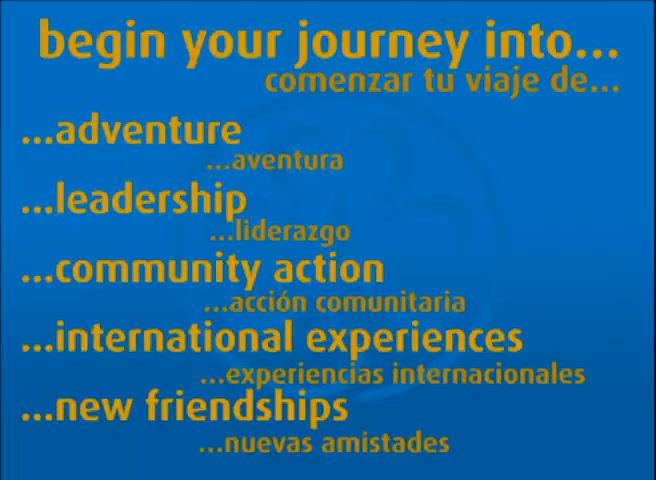 begin your journey into...
comenzar tu viaje de...
...adventure
...aventura
...leadership
...liderazgo
...community action
...acción comunitaria
...international experiences
...experiencias internacionales
...new friendships
...nuevas amistades